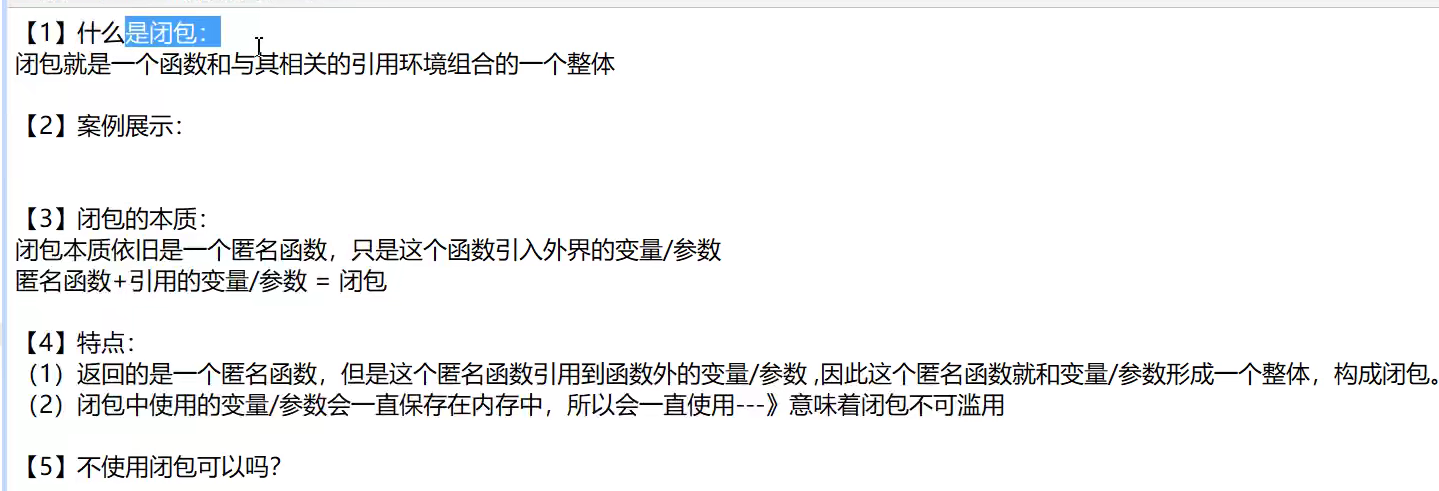 【1】什么是闭包：
闭包就是一个函数和与其相关的引用环境组合的一个整体
【2】案例展示：
【3】闭包的本质：
闭包本质依旧是一个匿名函数，只是这个函数引入外界的变量/参数
匿名函数+引用的变量/参数 = 闭包
【4】特点：
（1）返回的是一个匿名函数，但是这个匿名函数引用到函数外的变量/参数 ,因此这个匿名函数就和变量/参数形成一个整体，构成闭包。
（2）闭包中使用的变量/参数会一直保存在内存中，所以会一直使用---》意味着闭包不可滥用
【5】不使用闭包可以吗？